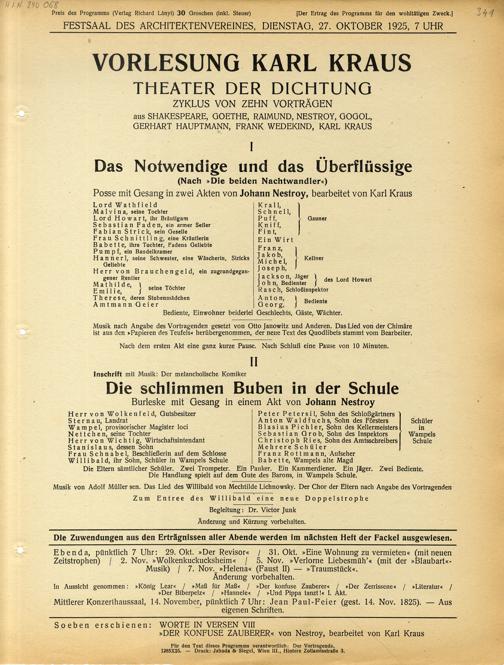 H.I.N. 240 068
341
Preis des Programms (Verlag Richard Lányi) 30 Groschen (inkl. Steuer) [Der Ertrag des Programms für den wohltätigen Zweck.]
FESTSAAL DES ARCHITEKTENVEREINES, DIENSTAG, 27. OKTOBER 1925, 7 UHR
VORLESUNG KARL KRAUS
THEATER DER DICHTUNG
ZYKLUS VON ZEHN VORTRÄGEN
aus SHAKESPEARE, GOETHE, RAIMUND, NESTROY, GOGOL,
GERHART HAUPTMANN, FRANK WEDEKIND, KARL KRAUS
I
Das Notwendige und das Überflüssige
(Nach »Die beiden Nachtwandler«)
Posse mit Gesang in zwei Akten von Johann Nestroy, bearbeitet von Karl Kraus
Lord Wathfield
Malvina, seine Tochter
Lord Howart, ihr Bräutigam
Sebastian Faden, ein armer Seiler
Fabian Strick, sein Geselle
Frau Schnittling, eine Kräutlerin
Babette, ihre Tochter, Fadens Geliebte
Pumpf, ein Bandelkramer
Hannerl, seine Schwester, eine Wäscherin, Stricks
Geliebte
Herr von Brauchengeld, ein zugrundgegan-
gener Rentier
Mathilde,
Emilie, seine Töchter
Therese, deren Stubenmädchen
Amtmann Geier
Krall,
Schnell,
Puff,
Kniff,
Fint,
Gauner
Ein Wirt
Franz,
Jakob,
Michel,
Joseph,
Kellner
Jackson, Jäger
John, Bedienter
des Lord Howart
Rasch, Schloßinspektor
Anton,
Georg,
Bediente
Bediente, Einwohner beiderlei Geschlechts, Gäste, Wächter.
Musik nach Angabe des Vortragenden gesetzt von Otto Janowitz und Anderen. Das Lied von der Chimäre
ist aus den »Papieren des Teufels« herübergenommen, der neue Text des Quodlibets stammt vom Bearbeiter.
Nach dem ersten Akt eine ganz kurze Pause. Nach Schluß eine Pause von 10 Minuten.
II
Inschrift mit Musik: Der melancholische Komiker
Die schlimmen Buben in der Schule
Burleske mit Gesang in einem Akt von Johann Nestroy
Herr von Wolkenfeld, Gutsbesitzer
Sternau, Landrat
Wampel, provisorischer Magister loci
Nettchen, seine Tochter
Herr von Wichtig, Wirtschaftsintendant
Stanislaus, dessen Sohn
Frau Schnabel, Beschließerin auf dem Schlosse
Willibald, ihr Sohn, Schüler in Wampels Schule
Peter Petersil, Sohn des Schloßgärtners
Anton Waldfuchs, Sohn des Försters
Blasius Pichler, Sohn des Kellermeisters
Sebastian Grob, Sohn des Inspektors
Christoph Ries, Sohn des Amtsschreibers
Mehrere Schüler
Schüler
in
Wampels
Schule
Franz Rottmann, Aufseher
Babette, Wampels alte Magd
Die Eltern sämtlicher Schüler. Zwei Trompeter. Ein Pauker. Ein Kammerdiener. Ein Jäger. Zwei Bediente.
Die Handlung spielt auf dem Gute des Barons, in Wampels Schule.
Musik von Adolf Müller sen. Das Lied des Willibald von Mechtilde Lichnowsky. Der Chor der Eltern nach Angabe des Vortragenden
Zum Entree des Willibald eine neue Doppelstrophe
Begleitung: Dr. Victor Junk
Änderung und Kürzung vorbehalten.
Die Zuwendungen aus den Erträgnissen aller Abende werden im nächsten Heft der Fackel ausgewiesen.
Ebenda, pünktlich 7 Uhr: 29. Okt. »Der Revisor« / 31. Okt. »Eine Wohnung zu vermieten« (mit neuen
Zeitstrophen) / 2. Nov. »Wolkenkuckucksheim« / 5. Nov. »Verlorne Liebesmüh'« (mit der »Blaubart«-
Musik) / 7. Nov. »Helena« (Faust II) — »Traumstück«.
Änderung vorbehalten.
In Aussicht genommen: »König Lear« / »Maß für Maß« / »Der konfuse Zauberer« / »Der Zerrissene« / »Literatur« /
»Der Biberpelz« / »Hannele« / »Und Pippa tanzt!« I. Akt.
Mittlerer Konzerthaussaal, 14. November, pünktlich 7 Uhr: Jean Paul-Feier (gest. 14. Nov. 1825). — Aus
eigenen Schriften.
Soeben erschienen: WORTE IN VERSEN VIII
»DER KONFUSE ZAUBERER« von Nestroy, bearbeitet von Karl Kraus
Für den Text dieses Programms verantwortlich: Der Vortragende.
Druck: Jahoda & Siegel, Wien III., Hintere Zollamtsstraße 3.